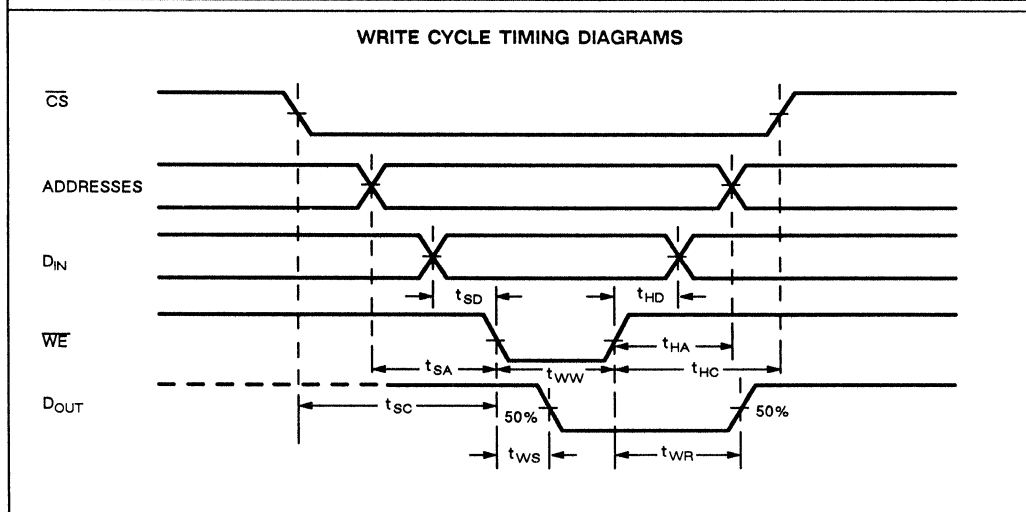 WRITE CYCLE TIMING DIAGRAMS
CS
ADDRESSES
DIN
tSD
tHD
WE
tHA
tSA
tWW
tHC
DOUT
tSC
50%
50%
tWS
tWR